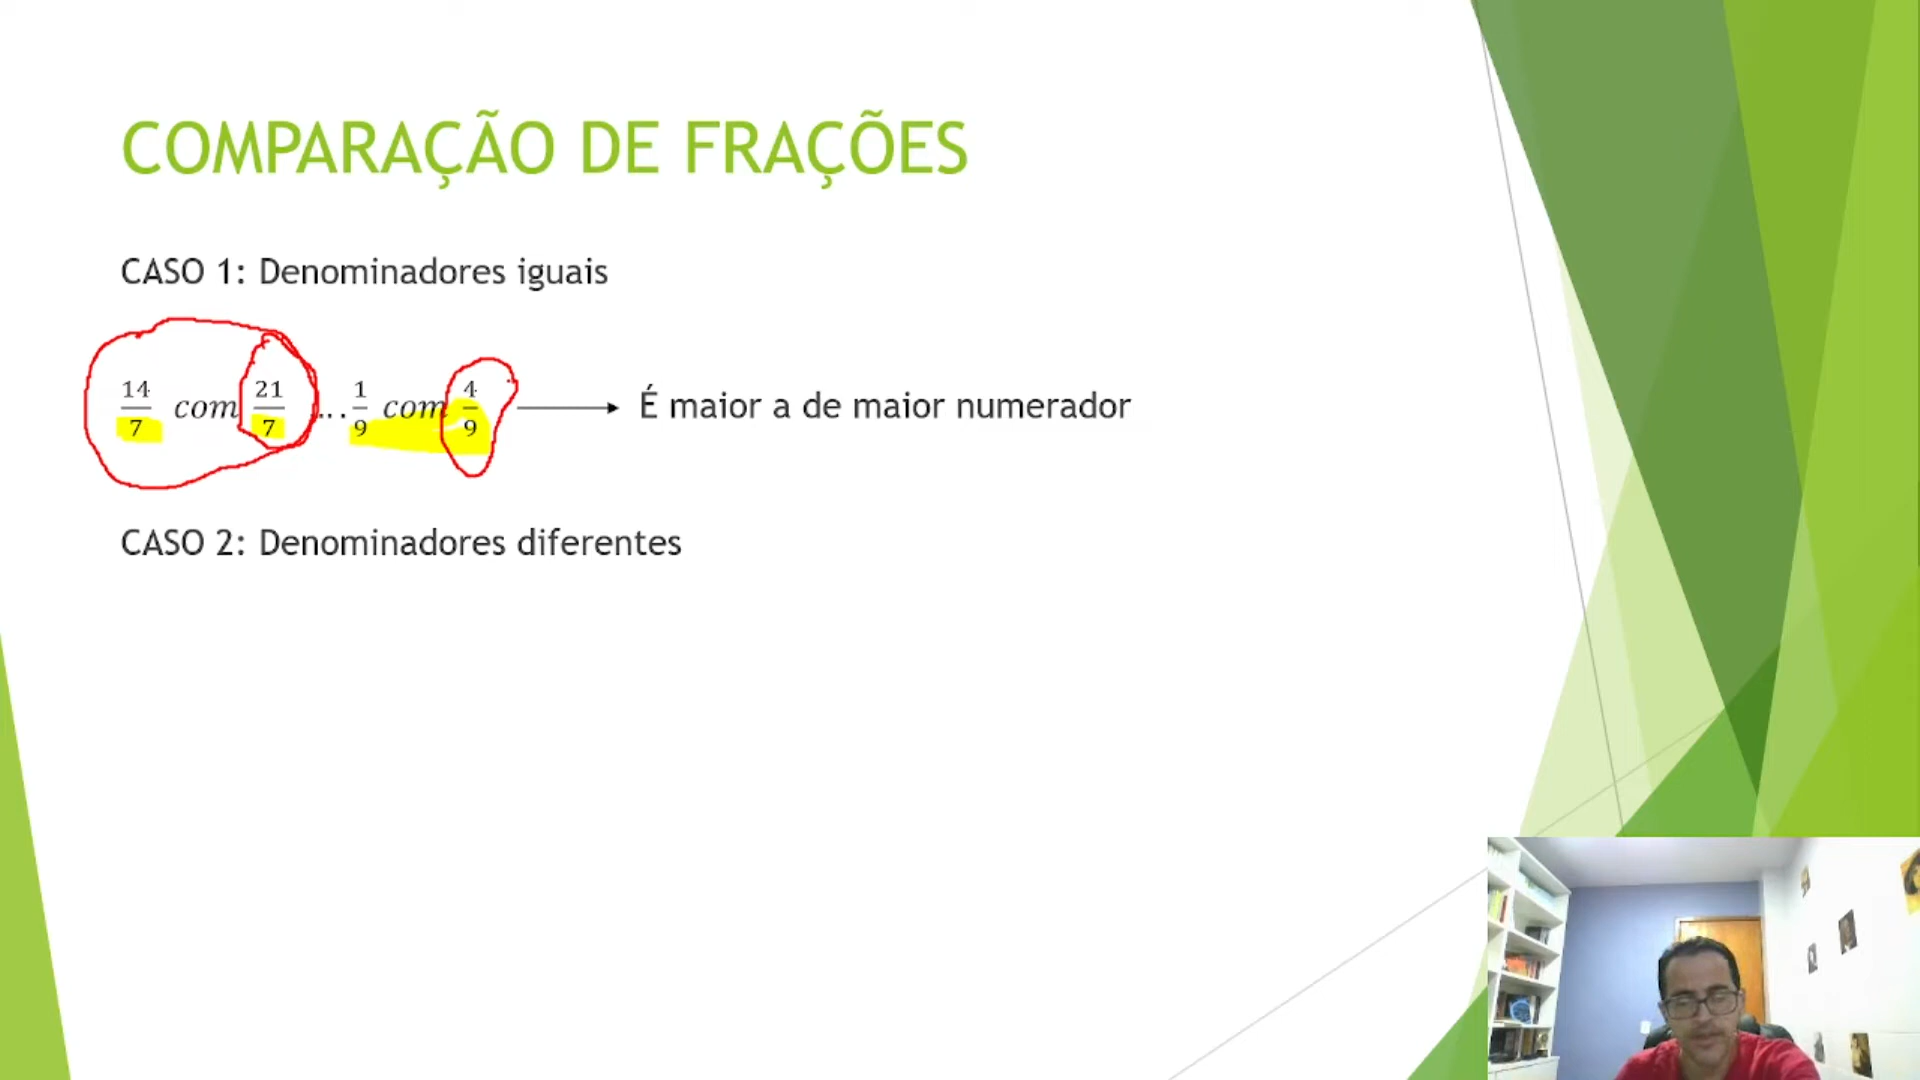 COMPARAÇÃO DE FRAÇÕES
CASO 1: Denominadores iguais
14/7 com 21/7 ... 1/9 com 4/9 → É maior a de maior numerador
CASO 2: Denominadores diferentes